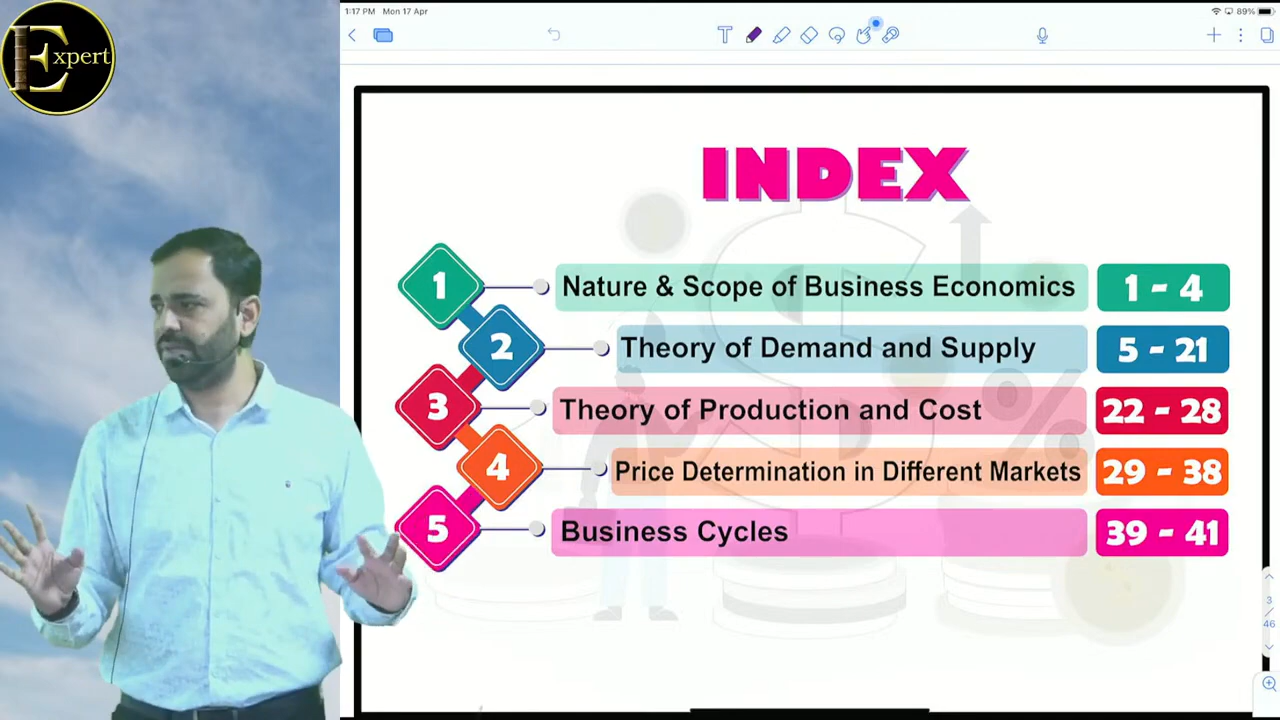 1:17 PM Mon 17 Apr
89%
Expert
T
INDEX
1 Nature & Scope of Business Economics 1 - 4
2 Theory of Demand and Supply 5 - 21
3 Theory of Production and Cost 22 - 28
4 Price Determination in Different Markets 29 - 38
5 Business Cycles 39 - 41
3
/
46